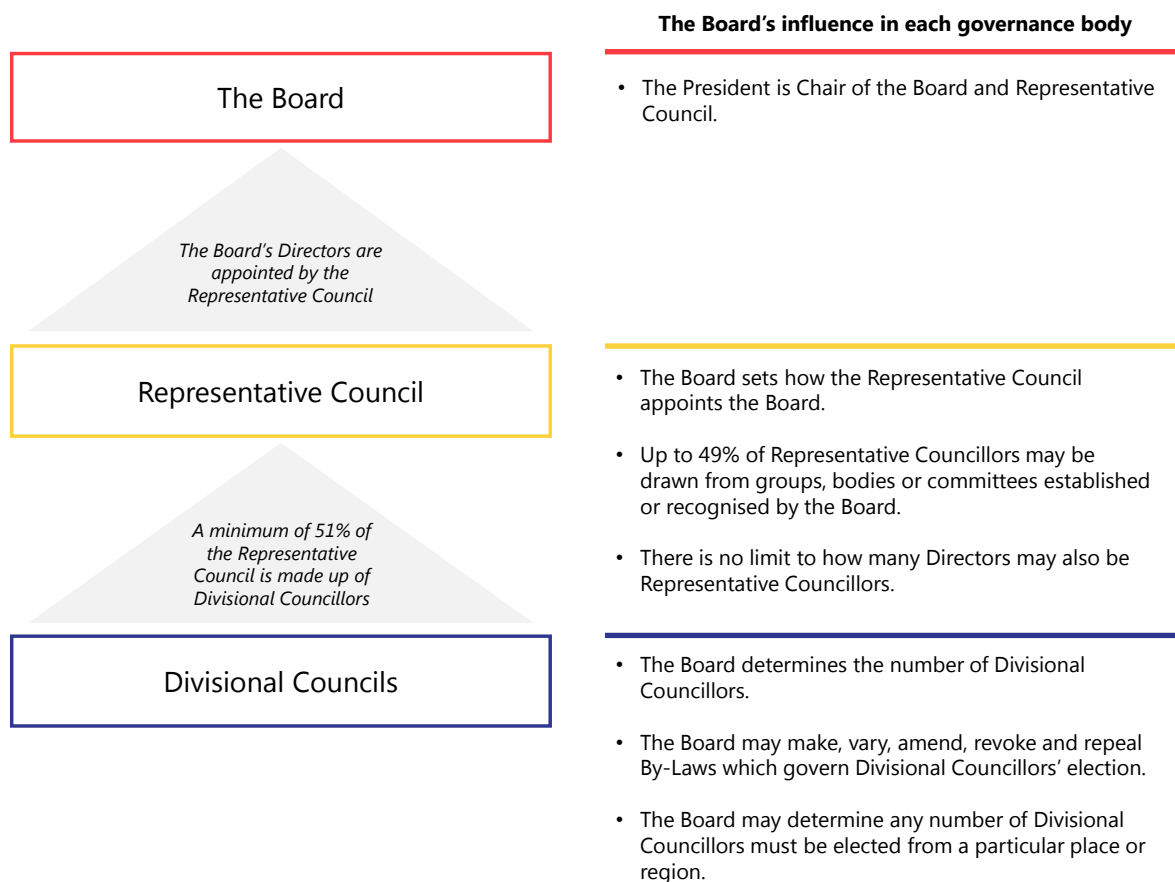 The Board’s influence in each governance body
The Board
• The President is Chair of the Board and Representative
Council.
The Board’s Directors are
appointed by the
Representative Council
Representative Council
• The Board sets how the Representative Council
appoints the Board.
• Up to 49% of Representative Councillors may be
drawn from groups, bodies or committees established
or recognised by the Board.
• There is no limit to how many Directors may also be
Representative Councillors.
A minimum of 51% of
the Representative
Council is made up of
Divisional Councillors
Divisional Councils
• The Board determines the number of Divisional
Councillors.
• The Board may make, vary, amend, revoke and repeal
By-Laws which govern Divisional Councillors’ election.
• The Board may determine any number of Divisional
Councillors must be elected from a particular place or
region.